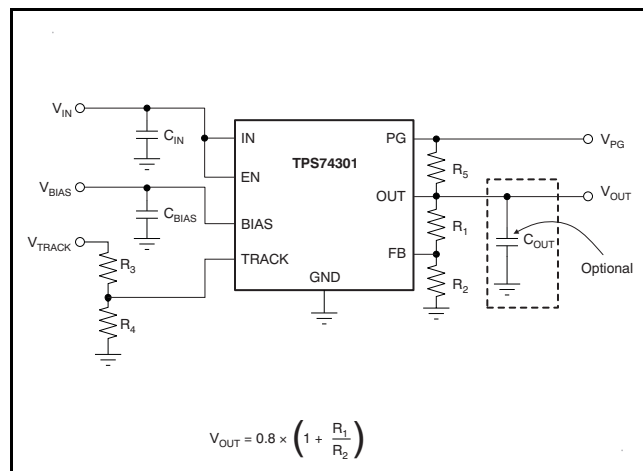 V_IN
C_IN
V_BIAS
C_BIAS
V_TRACK
R_3
R_4
IN
EN
BIAS
TRACK
TPS74301
GND
PG
OUT
FB
R_5
R_1
R_2
V_PG
V_OUT
C_OUT
Optional
V_OUT = 0.8 × (1 + R_1/R_2)